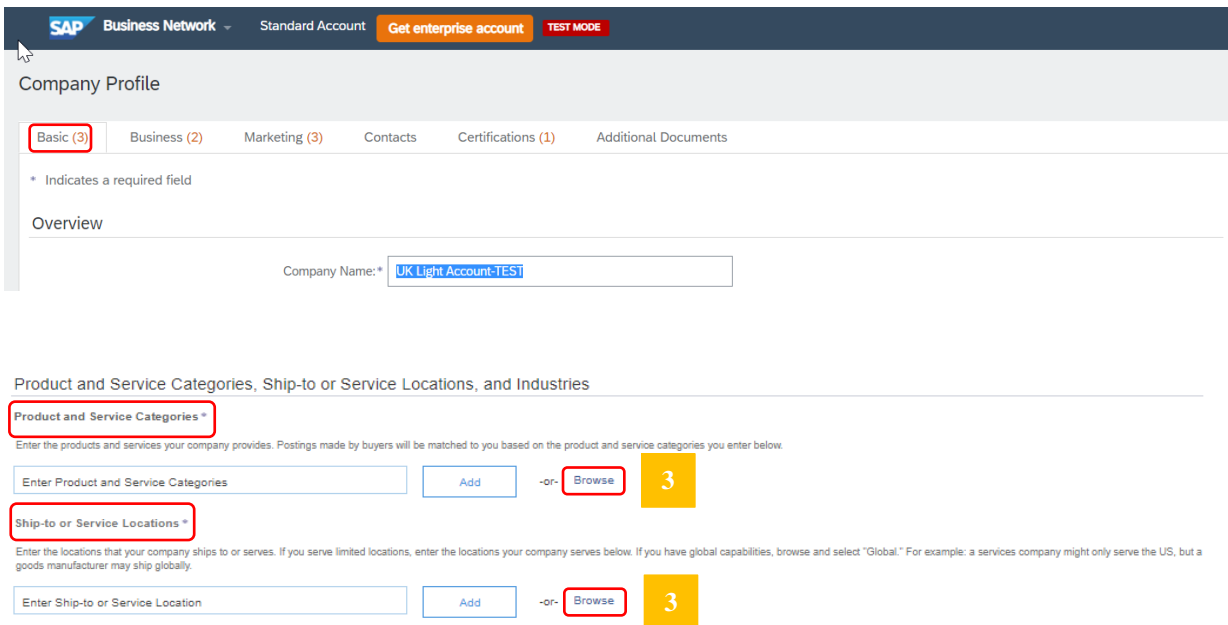 SAP Business Network Standard Account Get enterprise account TEST MODE
Company Profile
Basic (3) Business (2) Marketing (3) Contacts Certifications (1) Additional Documents
* Indicates a required field
Overview
Company Name:* UK Light Account-TEST
Product and Service Categories, Ship-to or Service Locations, and Industries
Product and Service Categories *
Enter the products and services your company provides. Postings made by buyers will be matched to you based on the product and service categories you enter below.
Enter Product and Service Categories Add -or- Browse 3
Ship-to or Service Locations *
Enter the locations that your company ships to or serves. If you serve limited locations, enter the locations your company serves below. If you have global capabilities, browse and select "Global." For example: a services company might only serve the US, but a
goods manufacturer may ship globally.
Enter Ship-to or Service Location Add -or- Browse 3